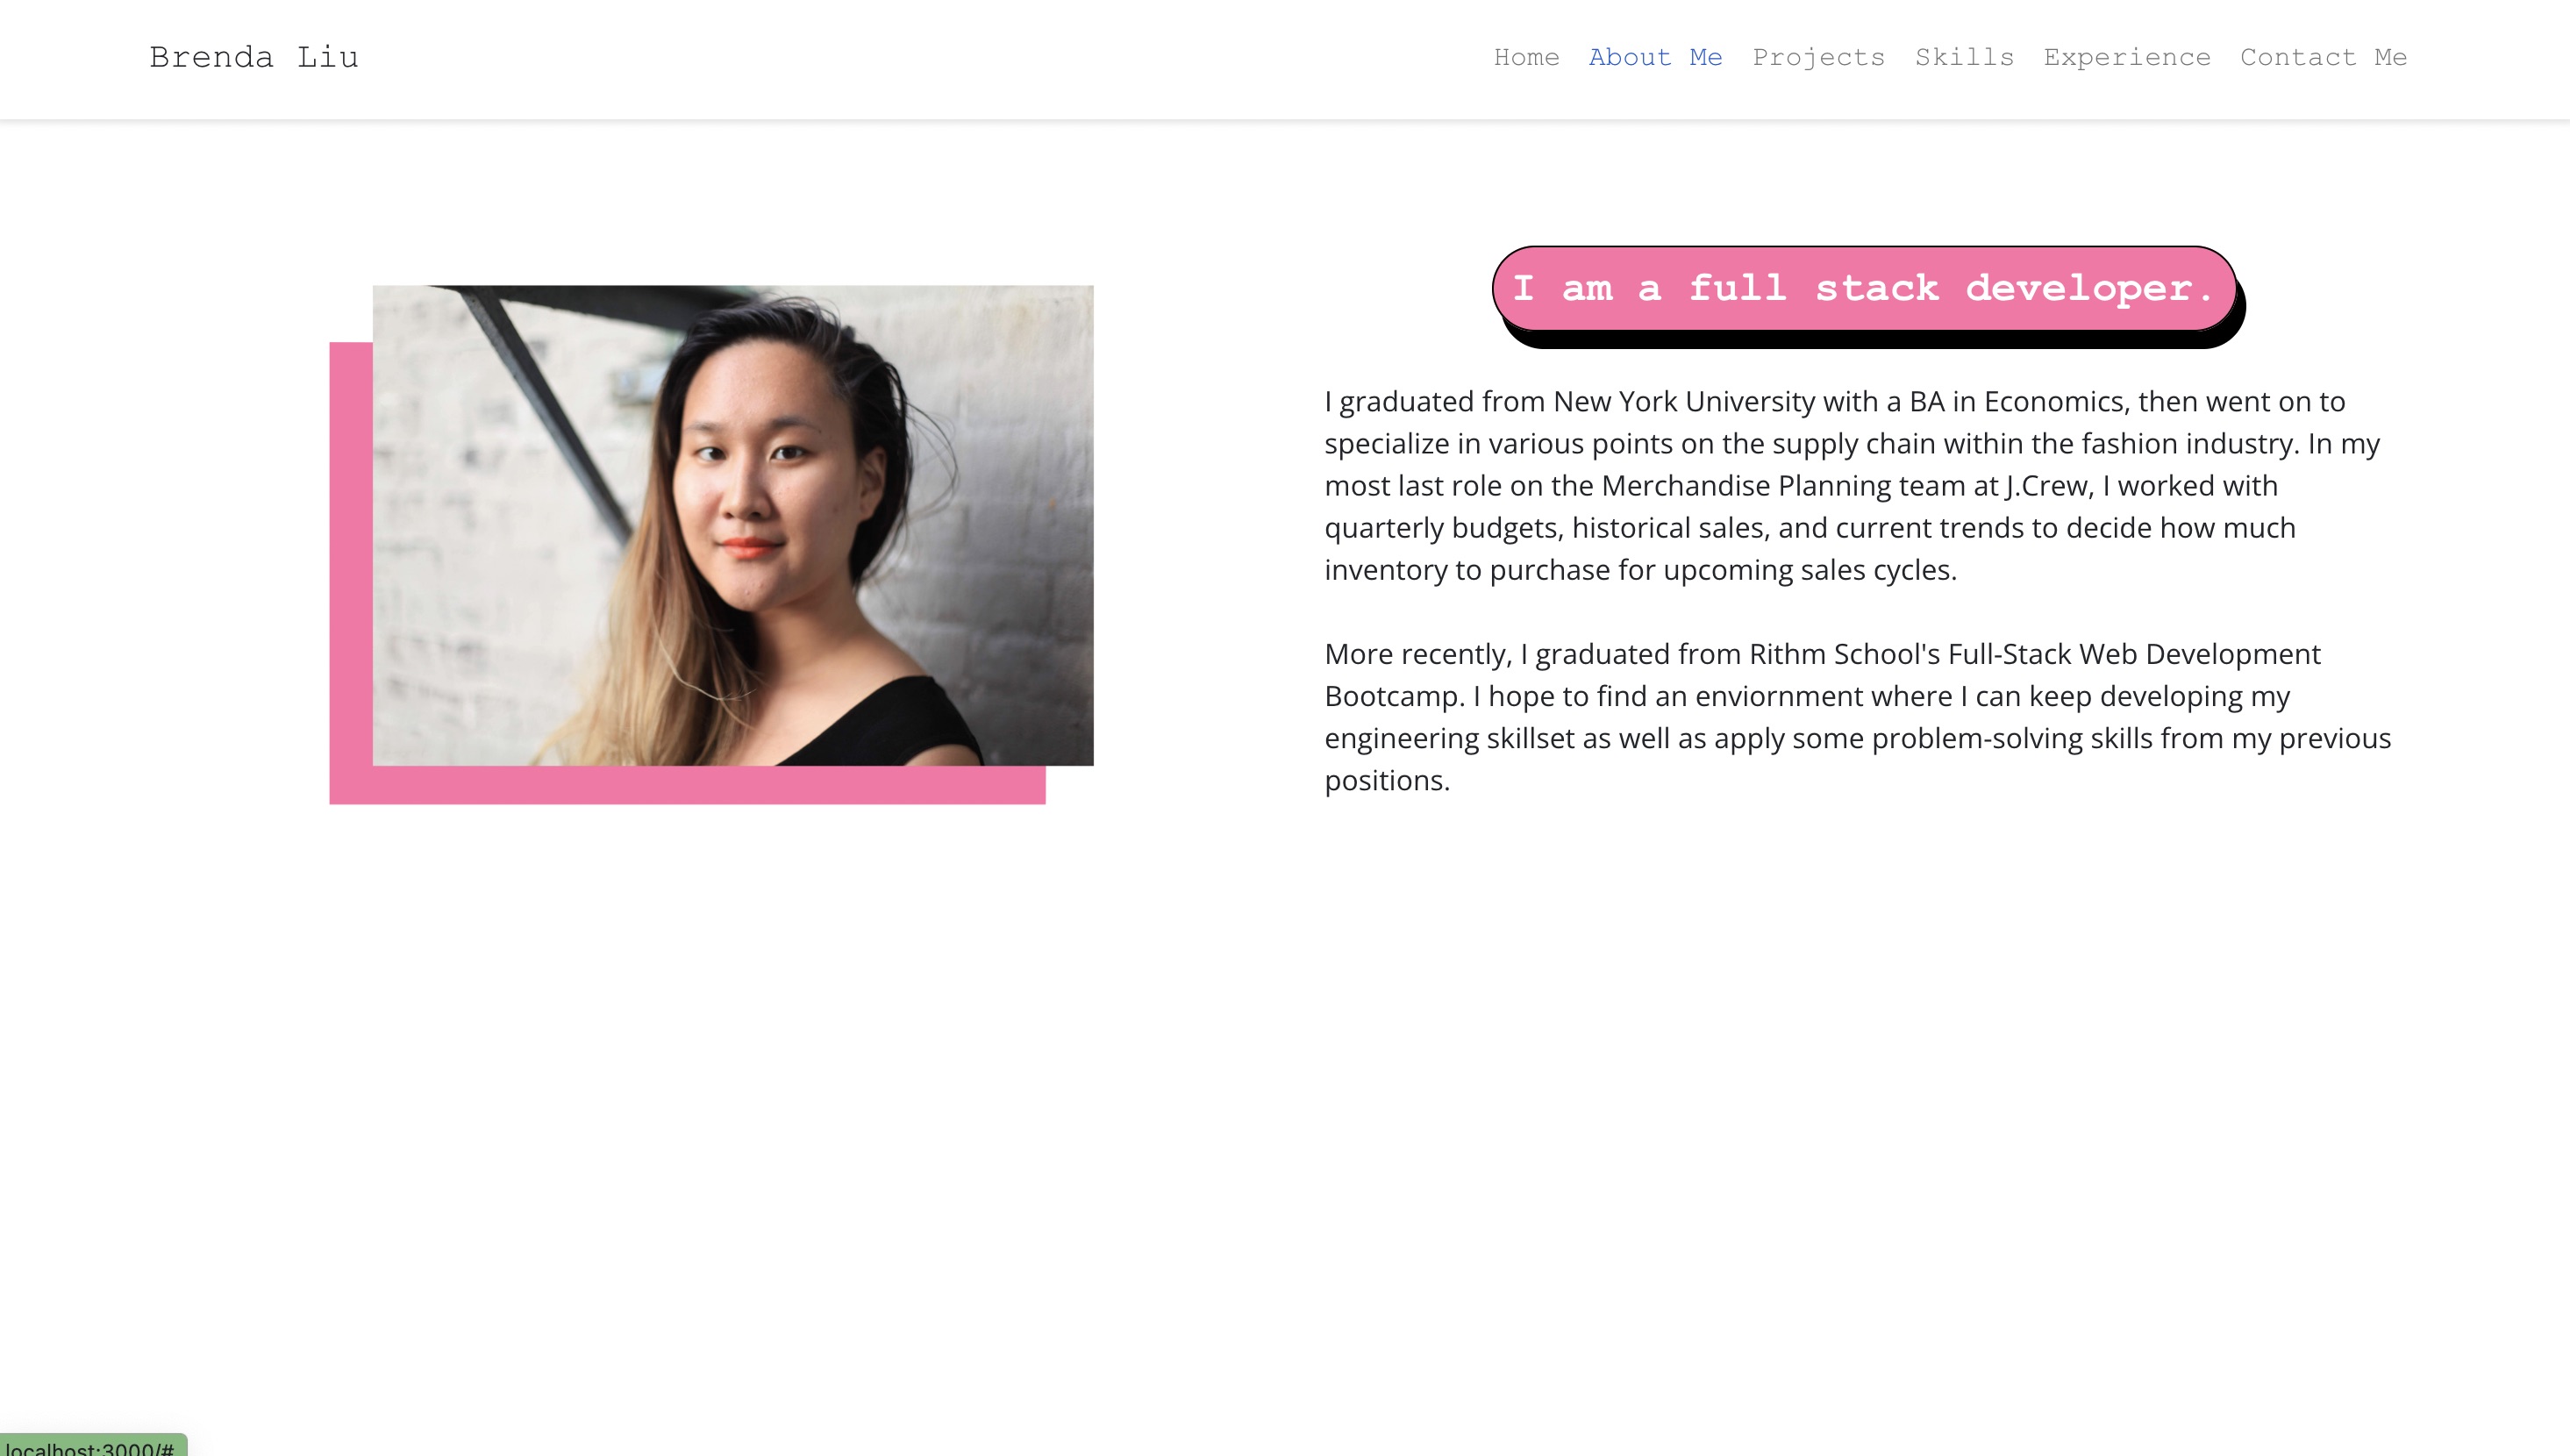 Brenda Liu
Home About Me Projects Skills Experience Contact Me
I am a full stack developer.
I graduated from New York University with a BA in Economics, then went on to
specialize in various points on the supply chain within the fashion industry. In my
most last role on the Merchandise Planning team at J.Crew, I worked with
quarterly budgets, historical sales, and current trends to decide how much
inventory to purchase for upcoming sales cycles.
More recently, I graduated from Rithm School's Full-Stack Web Development
Bootcamp. I hope to find an enviornment where I can keep developing my
engineering skillset as well as apply some problem-solving skills from my previous
positions.
localhost:3000/#